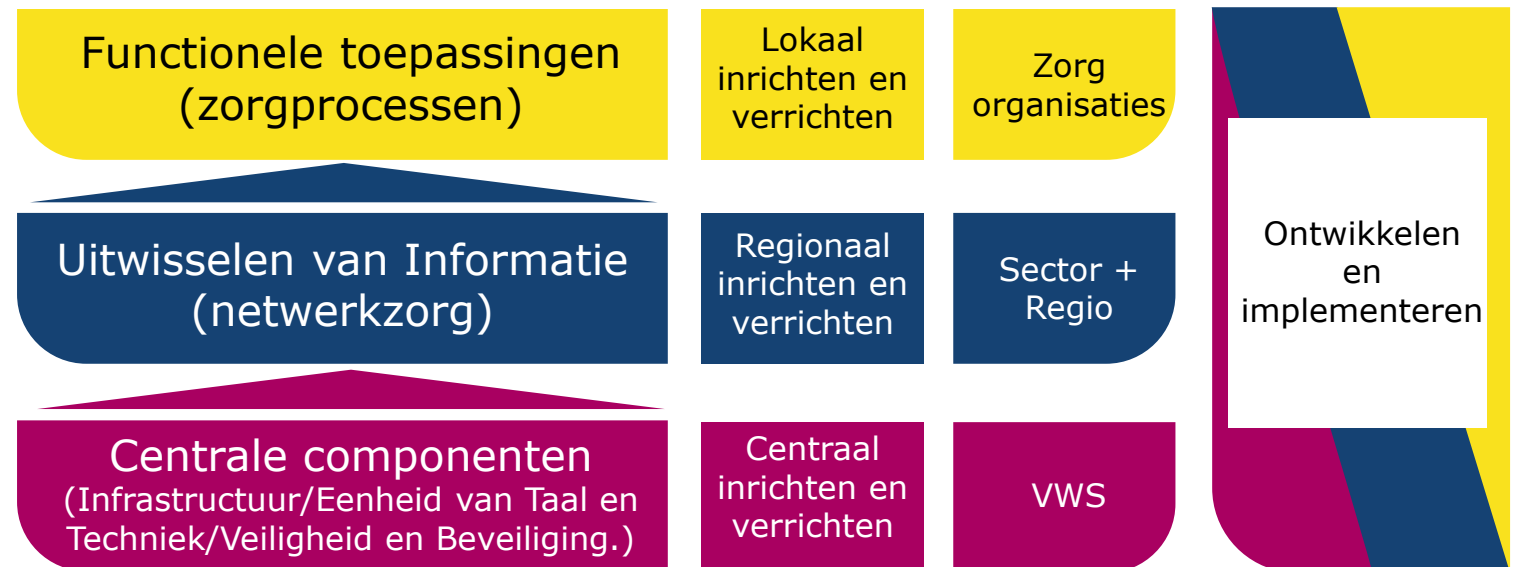 Functionele toepassingen
(zorgprocessen)
Lokaal
inrichten en
verrichten
Zorg
organisaties
Uitwisselen van Informatie
(netwerkzorg)
Regionaal
inrichten en
verrichten
Sector +
Regio
Centrale componenten
(Infrastructuur/Eenheid van Taal en
Techniek/Veiligheid en Beveiliging.)
Centraal
inrichten en
verrichten
VWS
Ontwikkelen
en
implementeren